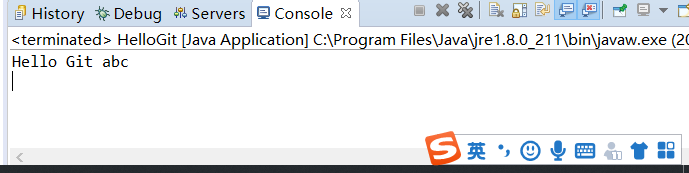 History Debug Servers Console
<terminated> HelloGit [Java Application] C:\Program Files\Java\jre1.8.0_211\bin\javaw.exe (20
Hello Git abc
S 英